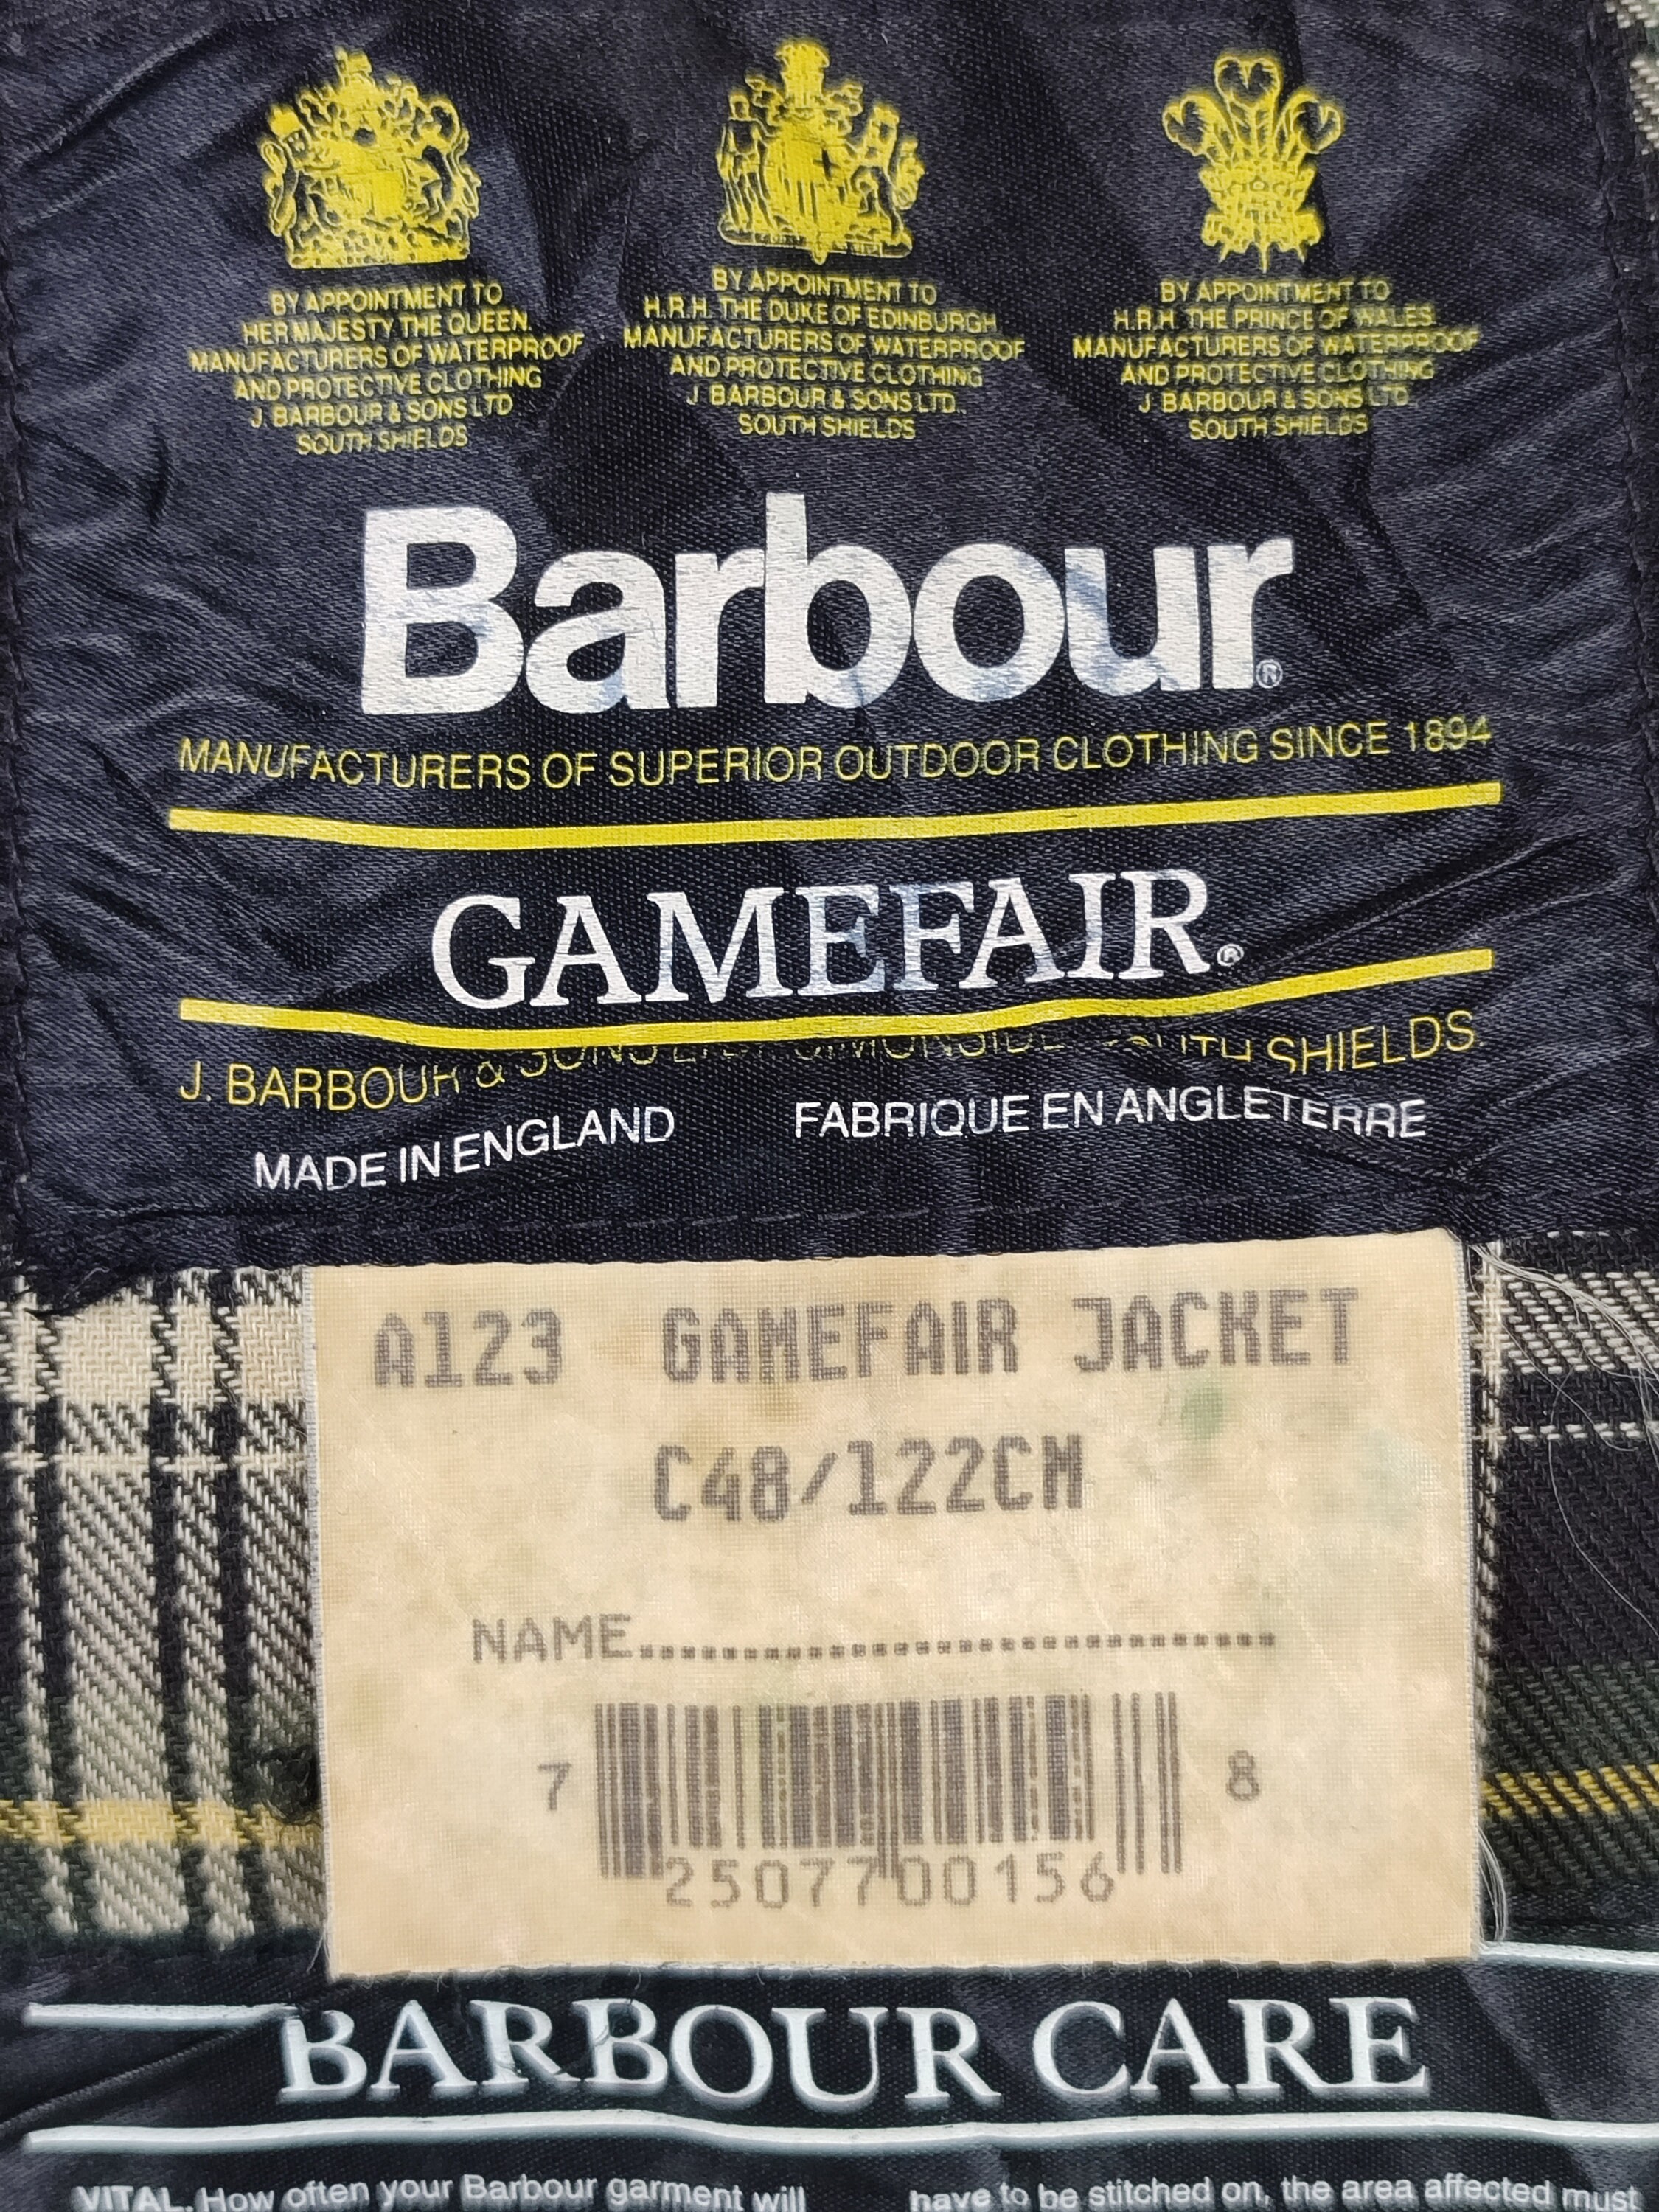 BY APPOINTMENT TO
HER MAJESTY THE QUEEN
MANUFACTURERS OF WATERPROOF
AND PROTECTIVE CLOTHING
J. BARBOUR & SONS LTD
SOUTH SHIELDS
BY APPOINTMENT TO
H.R.H. THE DUKE OF EDINBURGH
MANUFACTURERS OF WATERPROOF
AND PROTECTIVE CLOTHING
J. BARBOUR & SONS LTD.
SOUTH SHIELDS
BY APPOINTMENT TO
H.R.H. THE PRINCE OF WALES
MANUFACTURERS OF WATERPROOF
AND PROTECTIVE CLOTHING
J. BARBOUR & SONS LTD.
SOUTH SHIELDS
Barbour®
MANUFACTURERS OF SUPERIOR OUTDOOR CLOTHING SINCE 1894
GAMEFAIR®
J. BARBOUR & SONS LTD. SIMONSIDE SOUTH SHIELDS
MADE IN ENGLAND FABRIQUE EN ANGLETERRE
A123 GAMEFAIR JACKET
C48/122CM
NAME................................
7 2507700156 8
BARBOUR CARE
VITAL. How often your Barbour garment will
have to be stitched on, the area affected must